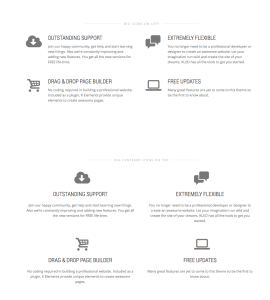 BIG ICONS ON LEFT
OUTSTANDING SUPPORT
Join our happy community, get help and start learning
new things. Also we're constantly improving and
adding new features. You get all the new versions for
FREE life time.
EXTREMELY FLEXIBLE
You no longer need to be a professional developer or
designer to create an awesome website. Let your
imagination run wild and create the site of your
dreams. KLEO has all the tools to get you started.
DRAG & DROP PAGE BUILDER
No coding required in building a professional website.
Included as a plugin, K Elements provide unique
elements to create awesome pages.
FREE UPDATES
Many great features are yet to come to this theme so be
the first to know about.
OUTSTANDING SUPPORT
Join our happy community, get help and start learning new things.
Also we're constantly improving and adding new features. You get all
the new versions for FREE life time.
EXTREMELY FLEXIBLE
You no longer need to be a professional developer or designer to
create an awesome website. Let your imagination run wild and
create the site of your dreams. KLEO has all the tools to get you
started.
DRAG & DROP PAGE BUILDER
No coding required in building a professional website. Included as a
plugin, K Elements provide unique elements to create awesome
pages.
FREE UPDATES
Many great features are yet to come to this theme so be the first to
know about.